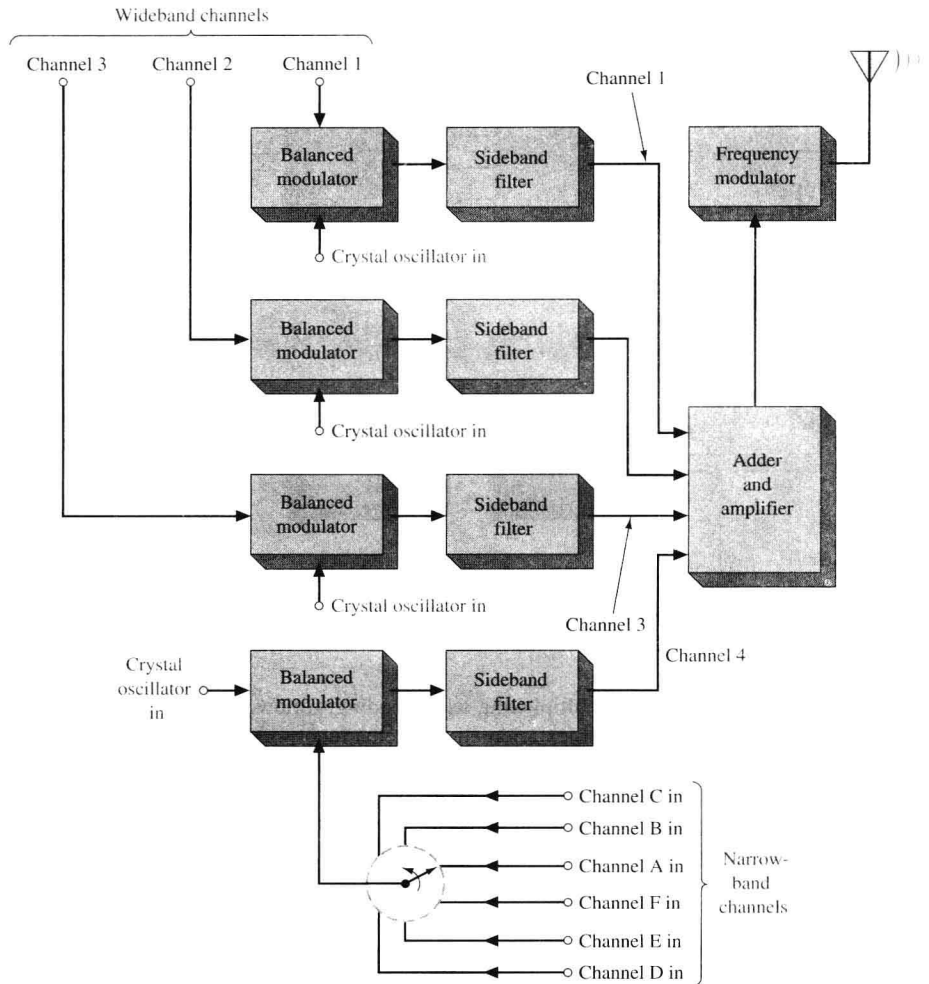 Wideband channels
Channel 3
Channel 2
Channel 1
Channel 1
Balanced
modulator
Sideband
filter
Frequency
modulator
Crystal oscillator in
Balanced
modulator
Sideband
filter
Crystal oscillator in
Adder
and
amplifier
Balanced
modulator
Sideband
filter
Crystal oscillator in
Channel 3
Channel 4
Crystal
oscillator
in
Balanced
modulator
Sideband
filter
Channel C in
Channel B in
Channel A in
Channel F in
Channel E in
Channel D in
Narrow-
band
channels